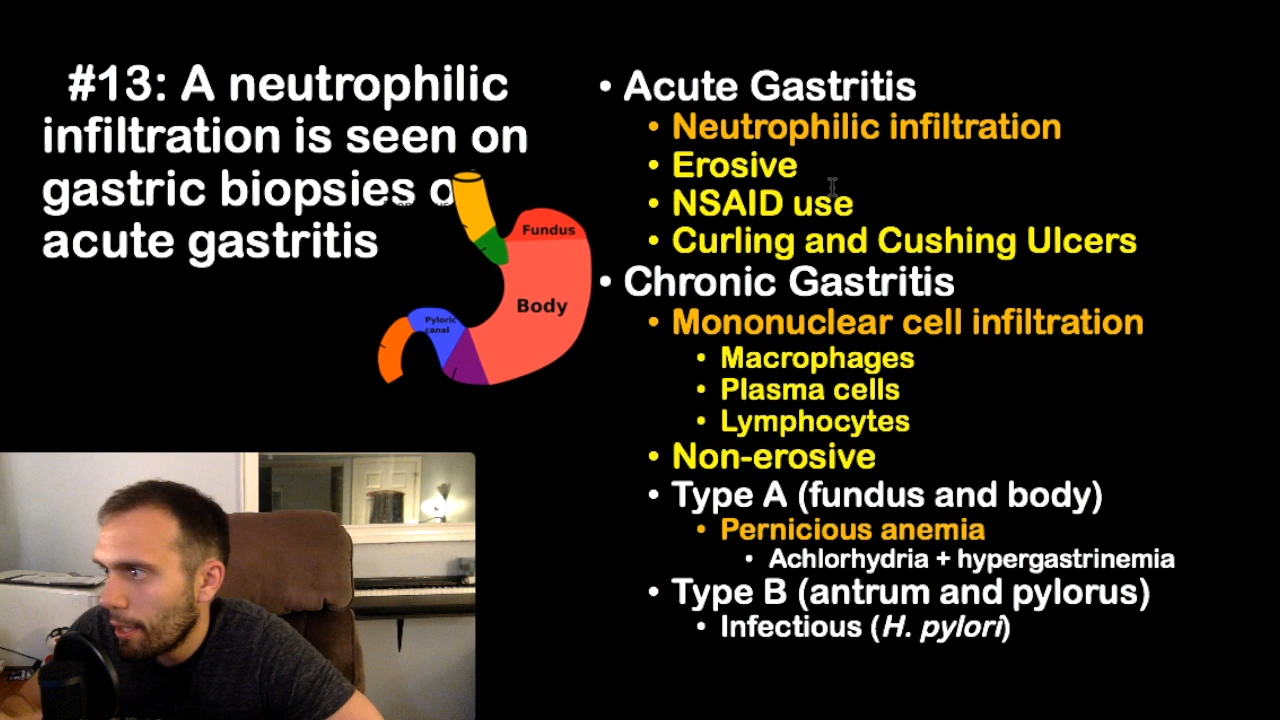 #13: A neutrophilic
infiltration is seen on
gastric biopsies
acute gastritis
Fundus
Body
Pyloric
canal
• Acute Gastritis
• Neutrophilic infiltration
• Erosive
• NSAID use
• Curling and Cushing Ulcers
• Chronic Gastritis
• Mononuclear cell infiltration
• Macrophages
• Plasma cells
• Lymphocytes
• Non-erosive
• Type A (fundus and body)
• Pernicious anemia
• Achlorhydria + hypergastrinemia
• Type B (antrum and pylorus)
• Infectious (H. pylori)